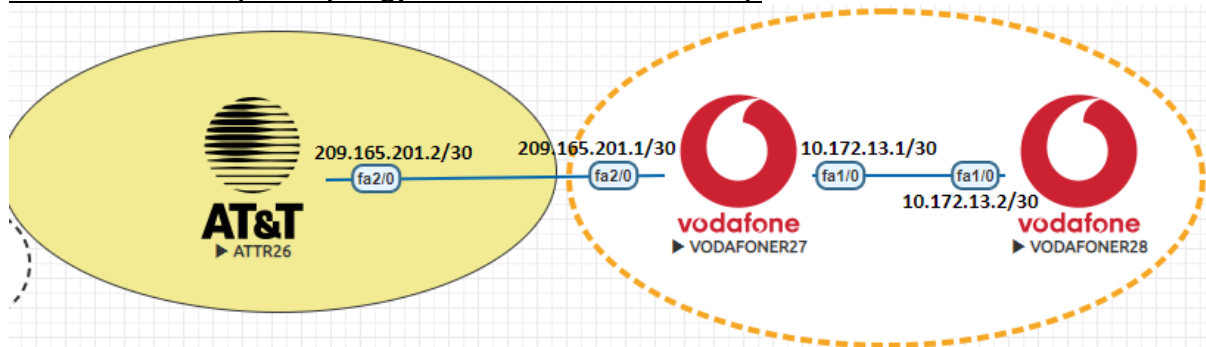 209.165.201.2/30
209.165.201.1/30
10.172.13.1/30
fa2/0
fa2/0
fa1/0
fa1/0
10.172.13.2/30
AT&T
vodafone
vodafone
▶ ATTR26
▶ VODAFONER27
▶ VODAFONER28